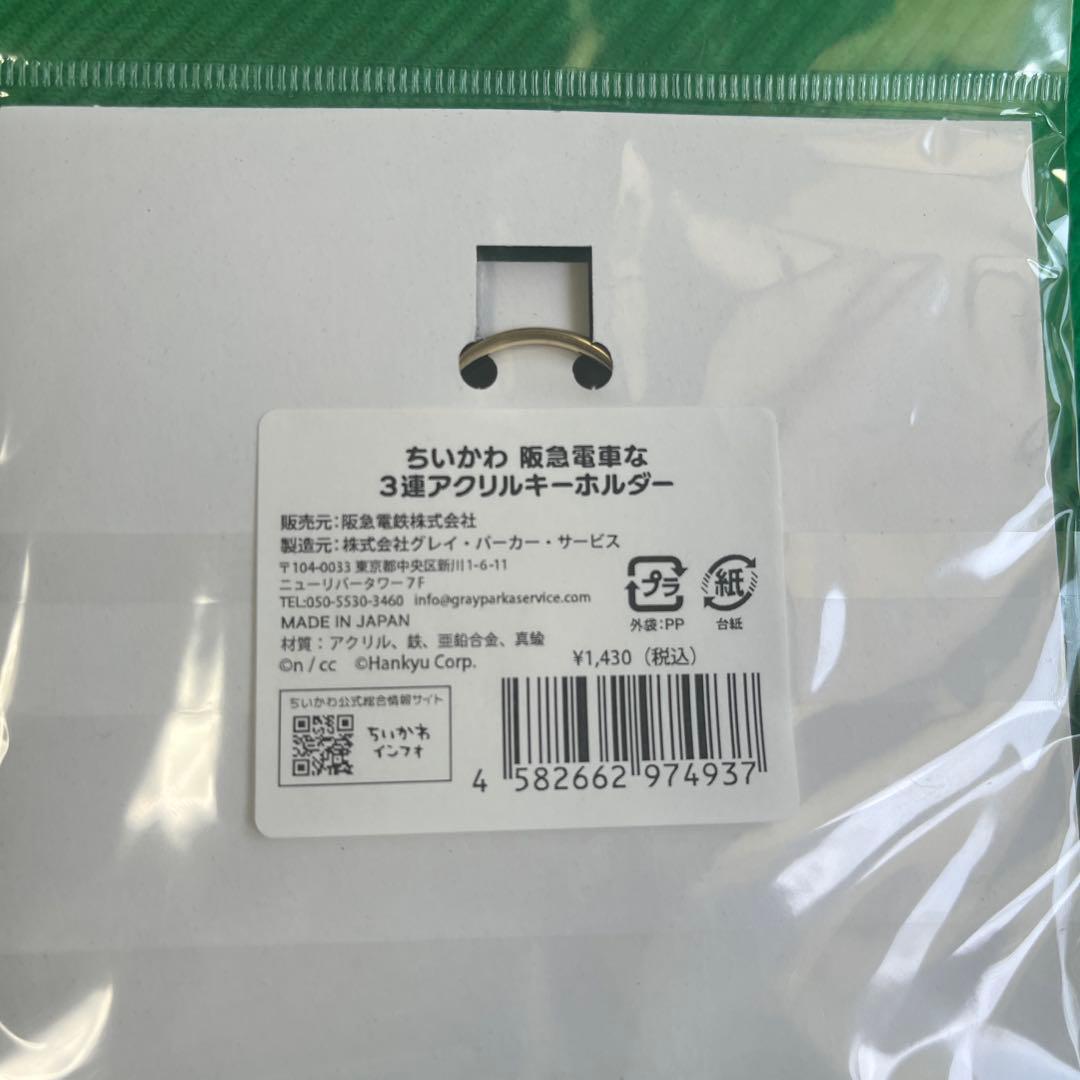 ちいかわ 阪急電車な
3連アクリルキーホルダー
販売元:阪急電鉄株式会社
製造元:株式会社グレイ・パーカー・サービス
〒104-0033 東京都中央区新川1-6-11
ニューリバータワー7F
TEL:050-5530-3460 info@grayparkaservice.com
MADE IN JAPAN
材質:アクリル、鉄、亜鉛合金、真鍮
©n / cc ©Hankyu Corp.
プラ
外袋:PP
紙
台紙
¥1,430(税込)
ちいかわ公式総合情報サイト
ちいかわ
インフォ
4 582662 974937